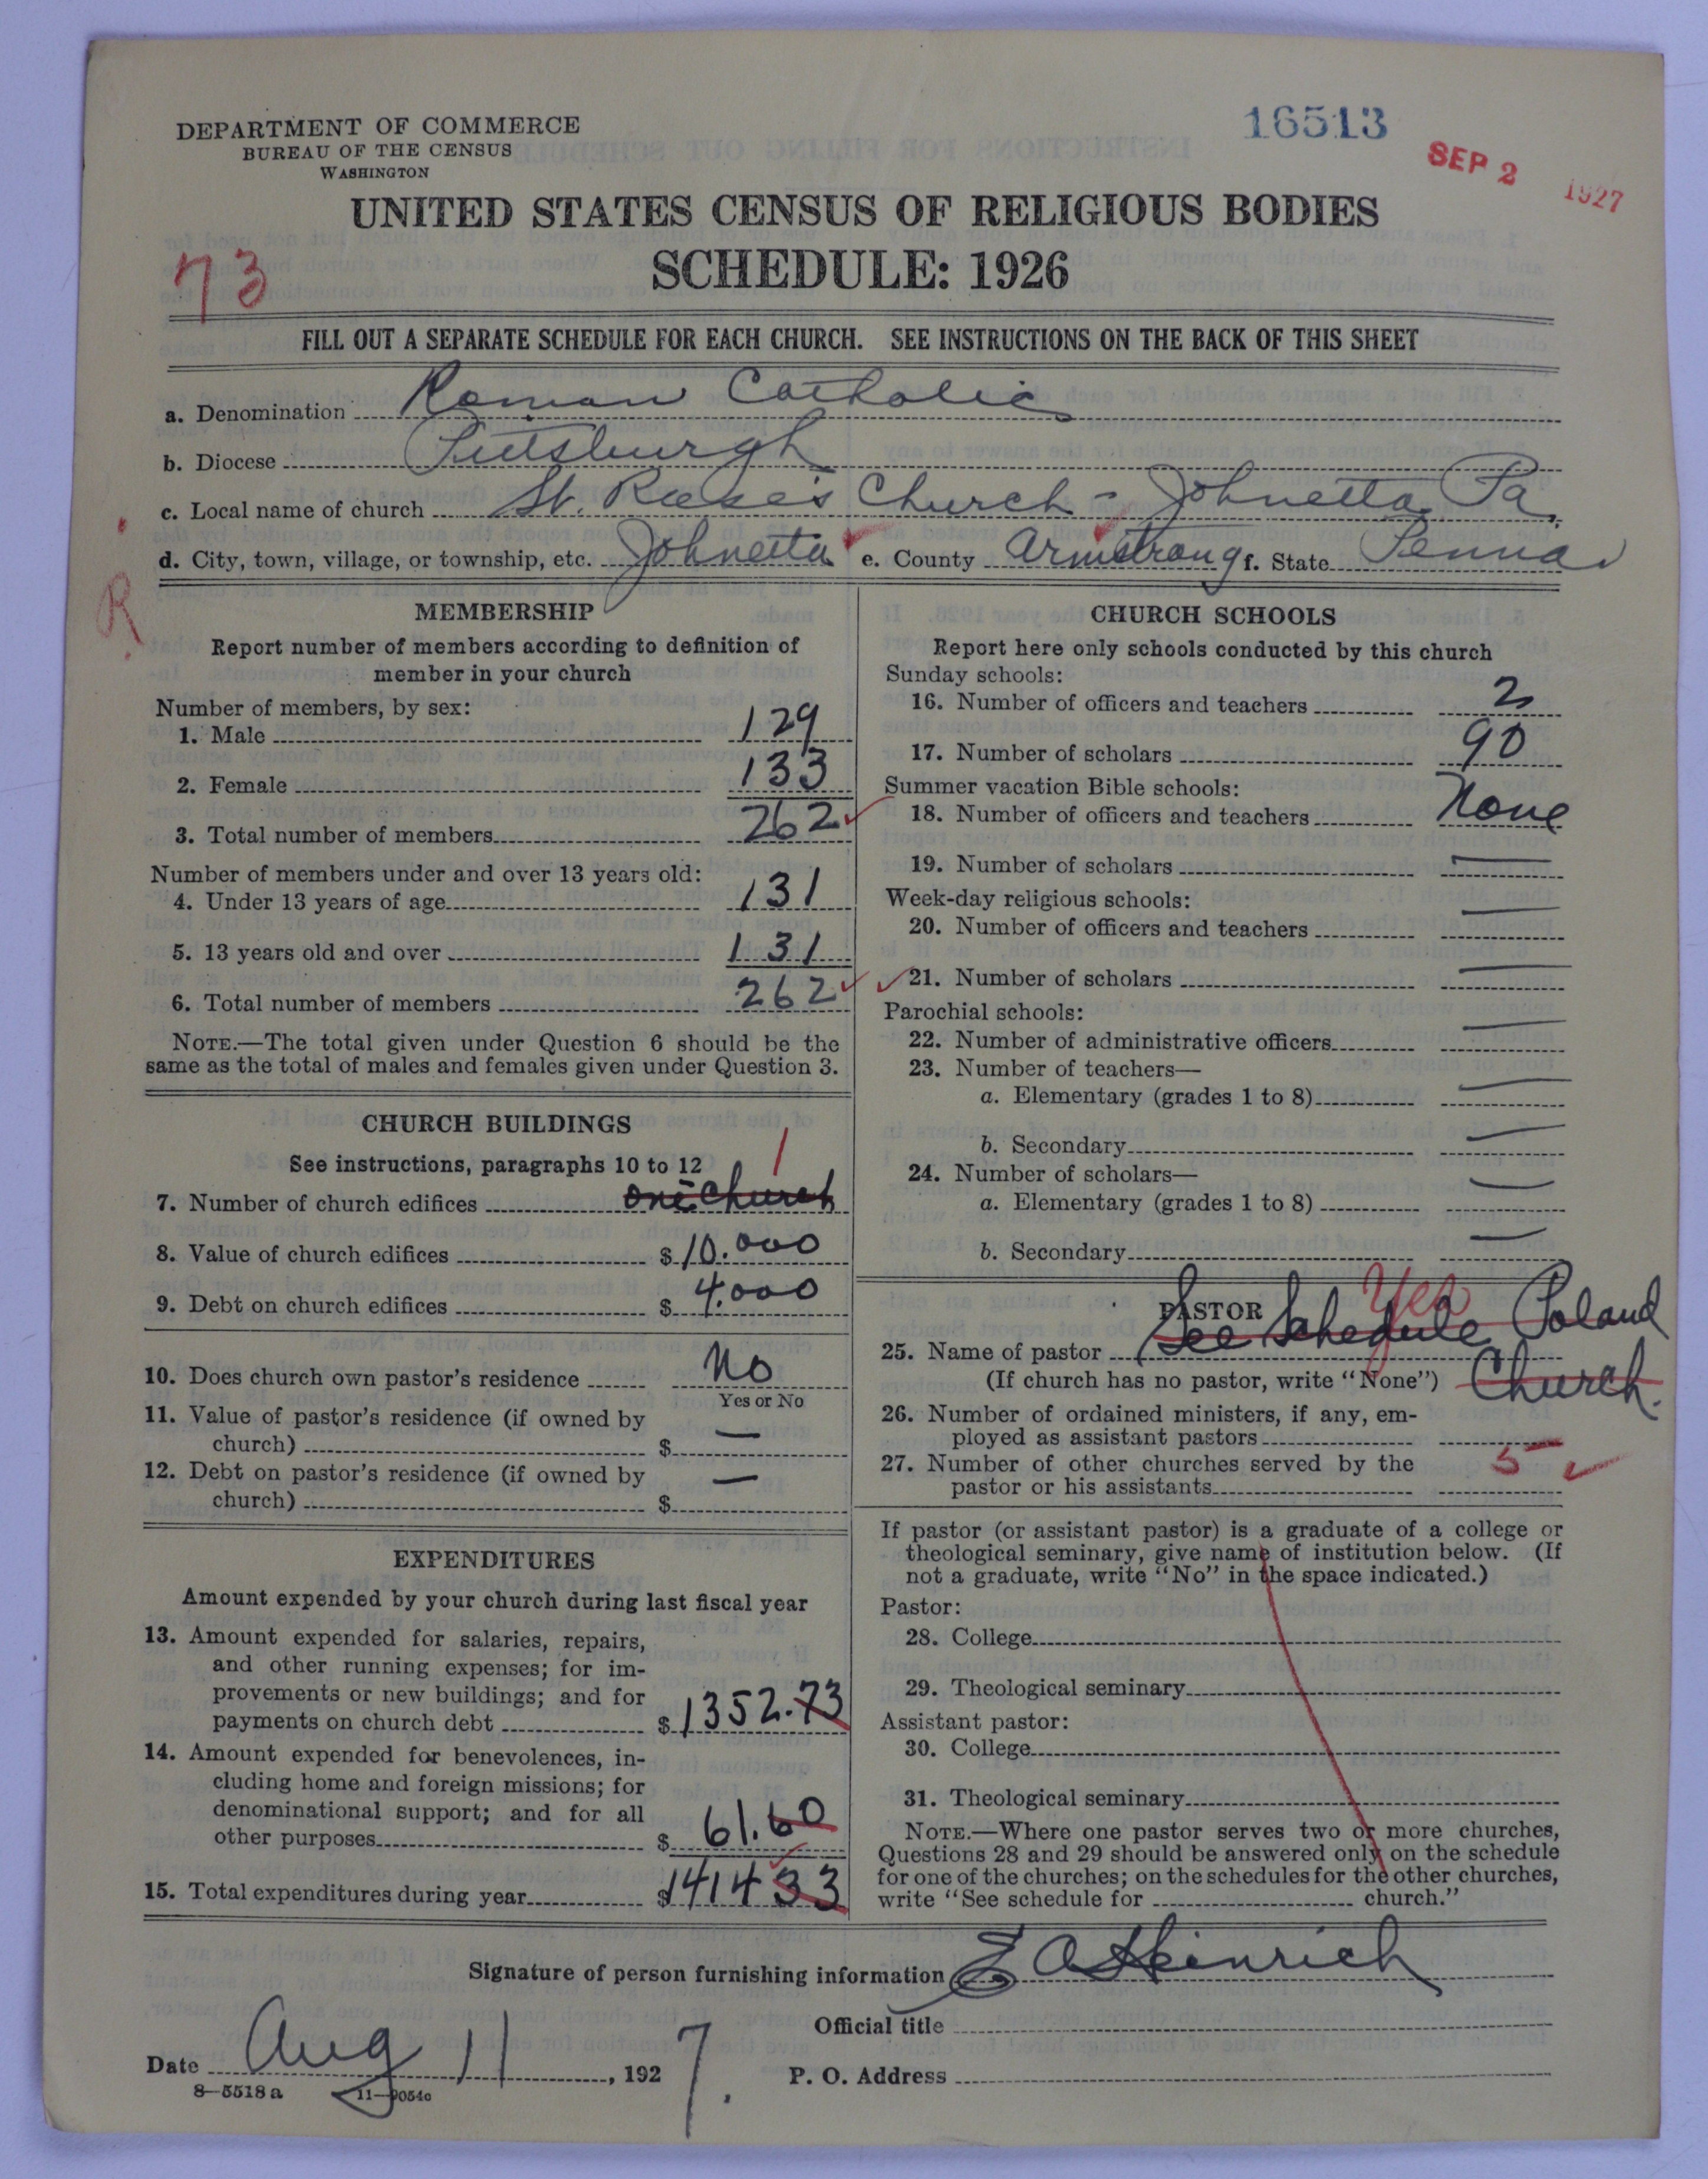 DEPARTMENT OF COMMERCE
BUREAU OF THE CENSUS
WASHINGTON
16513
SEP 2 1927
UNITED STATES CENSUS OF RELIGIOUS BODIES
SCHEDULE: 1926
73
FILL OUT A SEPARATE SCHEDULE FOR EACH CHURCH. SEE INSTRUCTIONS ON THE BACK OF THIS SHEET
a. Denomination Roman Catholic
b. Diocese Pittsburgh
c. Local name of church St. Church - Johnetta, Pa.
d. City, town, village, or township, etc. Johnetta e. County Armstrong f. State Penna
R
MEMBERSHIP
Report number of members according to definition of
member in your church
Number of members, by sex:
1. Male 129
2. Female 133
3. Total number of members 262
Number of members under and over 13 years old:
4. Under 13 years of age 131
5. 13 years old and over 131
6. Total number of members 262
NOTE.—The total given under Question 6 should be the
same as the total of males and females given under Question 3.
CHURCH BUILDINGS
See instructions, paragraphs 10 to 12
1
7. Number of church edifices one church
8. Value of church edifices $ 10.000
9. Debt on church edifices $ 4.000
10. Does church own pastor's residence No
Yes or No
11. Value of pastor's residence (if owned by
church) $ —
12. Debt on pastor's residence (if owned by
church) $ —
EXPENDITURES
Amount expended by your church during last fiscal year
13. Amount expended for salaries, repairs,
and other running expenses; for im-
provements or new buildings; and for
payments on church debt $ 1352.73
14. Amount expended for benevolences, in-
cluding home and foreign missions; for
denominational support; and for all
other purposes $ 61.60
15. Total expenditures during year $ 1414 33
CHURCH SCHOOLS
Report here only schools conducted by this church
Sunday schools:
16. Number of officers and teachers 2
17. Number of scholars 90
Summer vacation Bible schools:
18. Number of officers and teachers None
19. Number of scholars —
Week-day religious schools:
20. Number of officers and teachers —
21. Number of scholars —
Parochial schools:
22. Number of administrative officers —
23. Number of teachers—
a. Elementary (grades 1 to 8) —
b. Secondary —
24. Number of scholars—
a. Elementary (grades 1 to 8) —
b. Secondary —
PASTOR Yes
25. Name of pastor See Schedule Poland
(If church has no pastor, write "None") Church.
26. Number of ordained ministers, if any, em-
ployed as assistant pastors
27. Number of other churches served by the
pastor or his assistants 5
If pastor (or assistant pastor) is a graduate of a college or
theological seminary, give name of institution below. (If
not a graduate, write "No" in the space indicated.)
Pastor:
28. College
29. Theological seminary
Assistant pastor:
30. College
31. Theological seminary
NOTE.—Where one pastor serves two or more churches,
Questions 28 and 29 should be answered only on the schedule
for one of the churches; on the schedules for the other churches,
write "See schedule for church."
Signature of person furnishing information E A Heinrich
Official title
Date Aug 11, 1927.
P. O. Address
8—5518 a 11—9054c